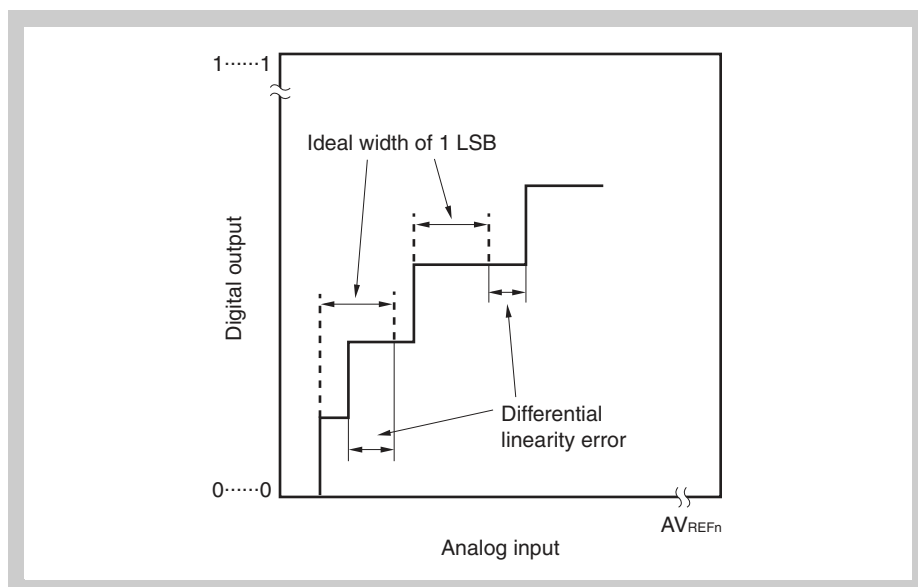 1······1
Ideal width of 1 LSB
Digital output
Differential
linearity error
0······0
AVREFn
Analog input